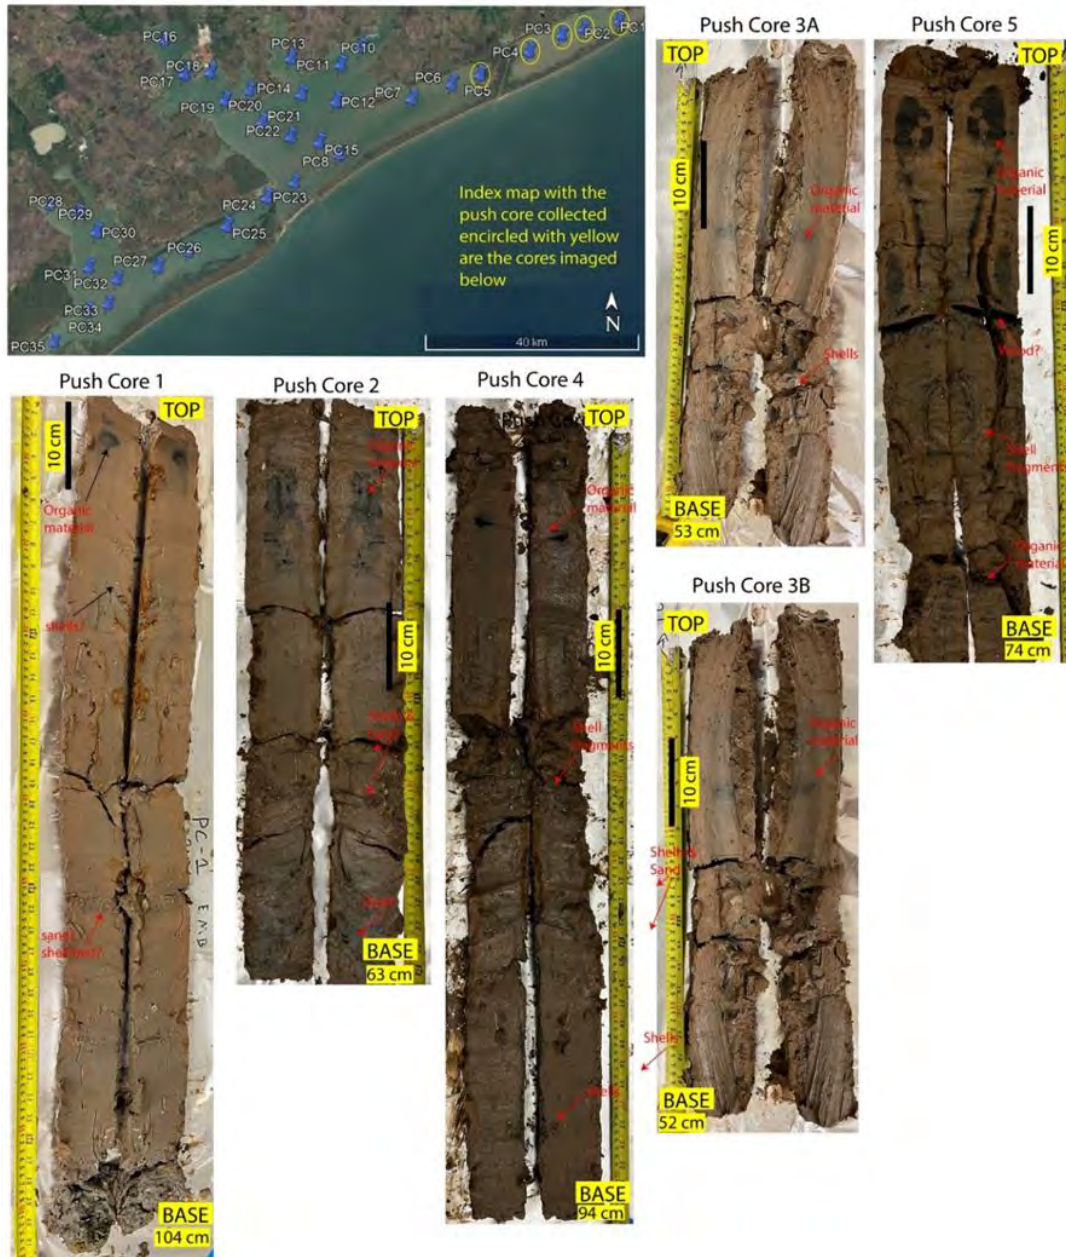 PC16
PC13
PC10
PC3
PC2
PC1
PC4
PC18
PC11
PC17
PC14
PC6
PC5
PC7
PC12
PC19
PC20
PC21
PC22
PC15
PC8
PC28
PC29
PC30
PC24
PC23
PC25
PC26
PC31
PC27
PC32
PC33
PC34
PC35
Index map with the
push core collected
encircled with yellow
are the cores imaged
below
N
40 km
Push Core 3A
TOP
10 cm
Organic
material
Shells
BASE
53 cm
Push Core 5
TOP
Organic
material
10 cm
Wood?
Shell
fragments
Organic
material
BASE
74 cm
Push Core 1
TOP
10 cm
Organic
material
shells?
sand/
PC-1
EMB
BASE
104 cm
Push Core 2
TOP
10 cm
BASE
63 cm
Push Core 4
TOP
Organic
material
10 cm
Shell
fragments
Shells
BASE
94 cm
Push Core 3B
TOP
Organic
material
10 cm
Shells &
Sand
Shells
BASE
52 cm